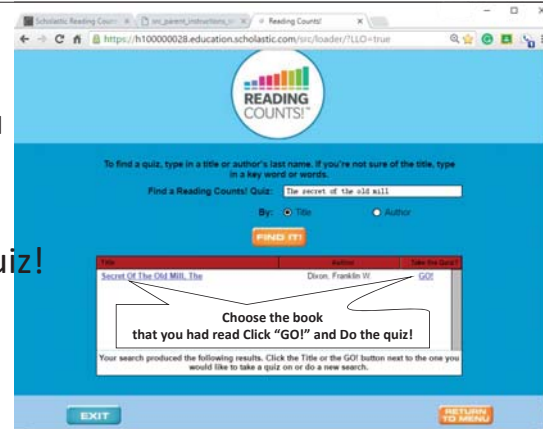 Scholastic Reading Count
src_parent_instructions_
Reading Counts!
https://h100000028.education.scholastic.com/src/loader/?LLO=true
READING
COUNTS!
To find a quiz, type in a title or author's last name. If you're not sure of the title, type
in a key word or words.
Find a Reading Counts! Quiz: The secret of the old mill
By: Title Author
FIND IT!
uiz!
Title Author Take the Quiz?
Secret Of The Old Mill, The Dixon, Franklin W. GO!
Choose the book
that you had read Click “GO!” and Do the quiz!
Your search produced the following results. Click the Title or the GO! button next to the one you
would like to take a quiz on or do a new search.
EXIT
RETURN
TO MENU